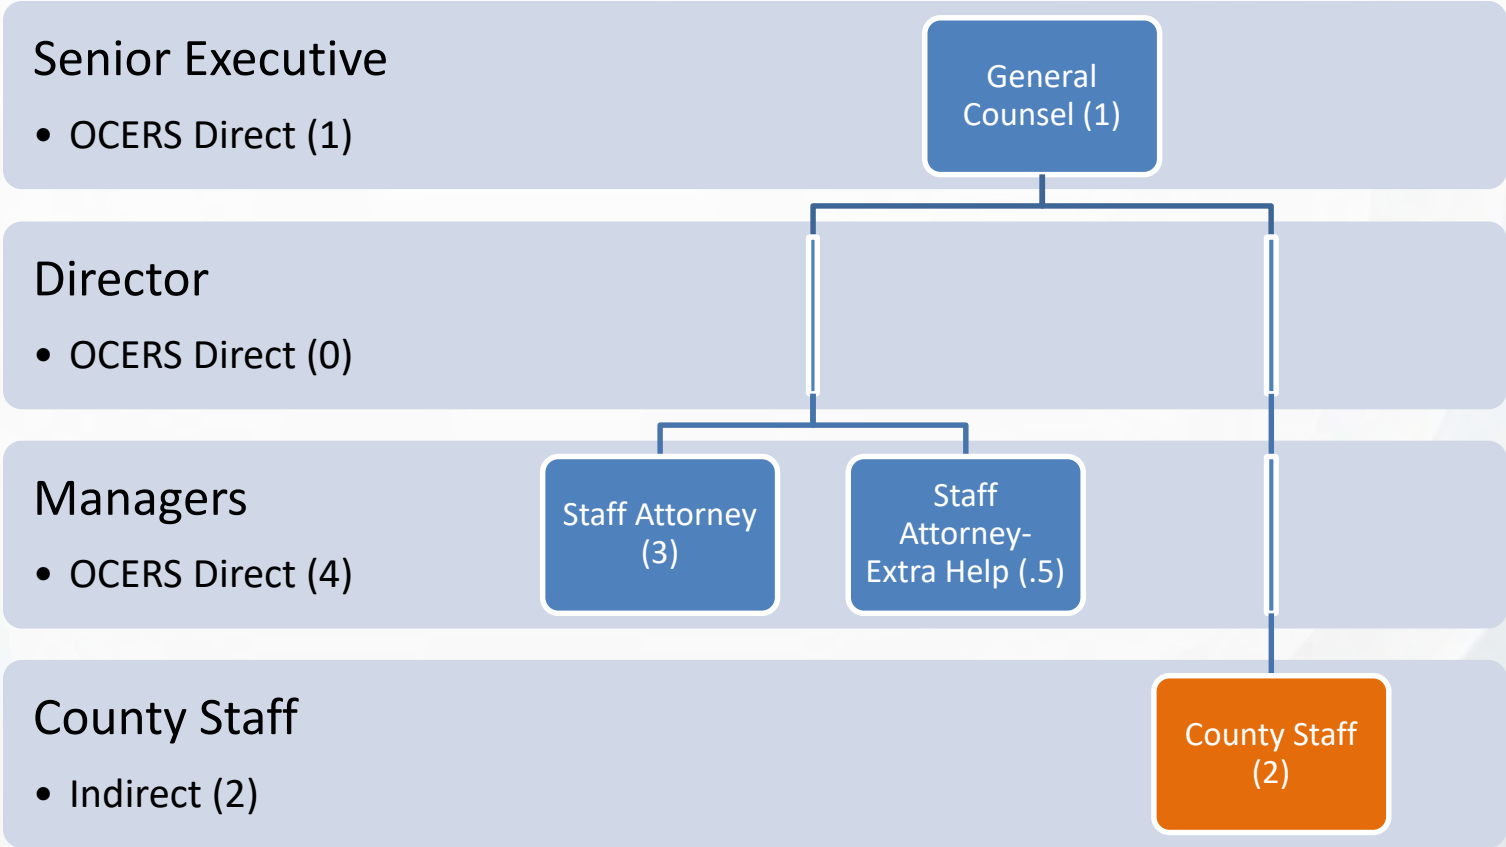 Senior Executive
• OCERS Direct (1)
General
Counsel (1)
Director
• OCERS Direct (0)
Managers
• OCERS Direct (4)
Staff Attorney
(3)
Staff
Attorney-
Extra Help (.5)
County Staff
• Indirect (2)
County Staff
(2)